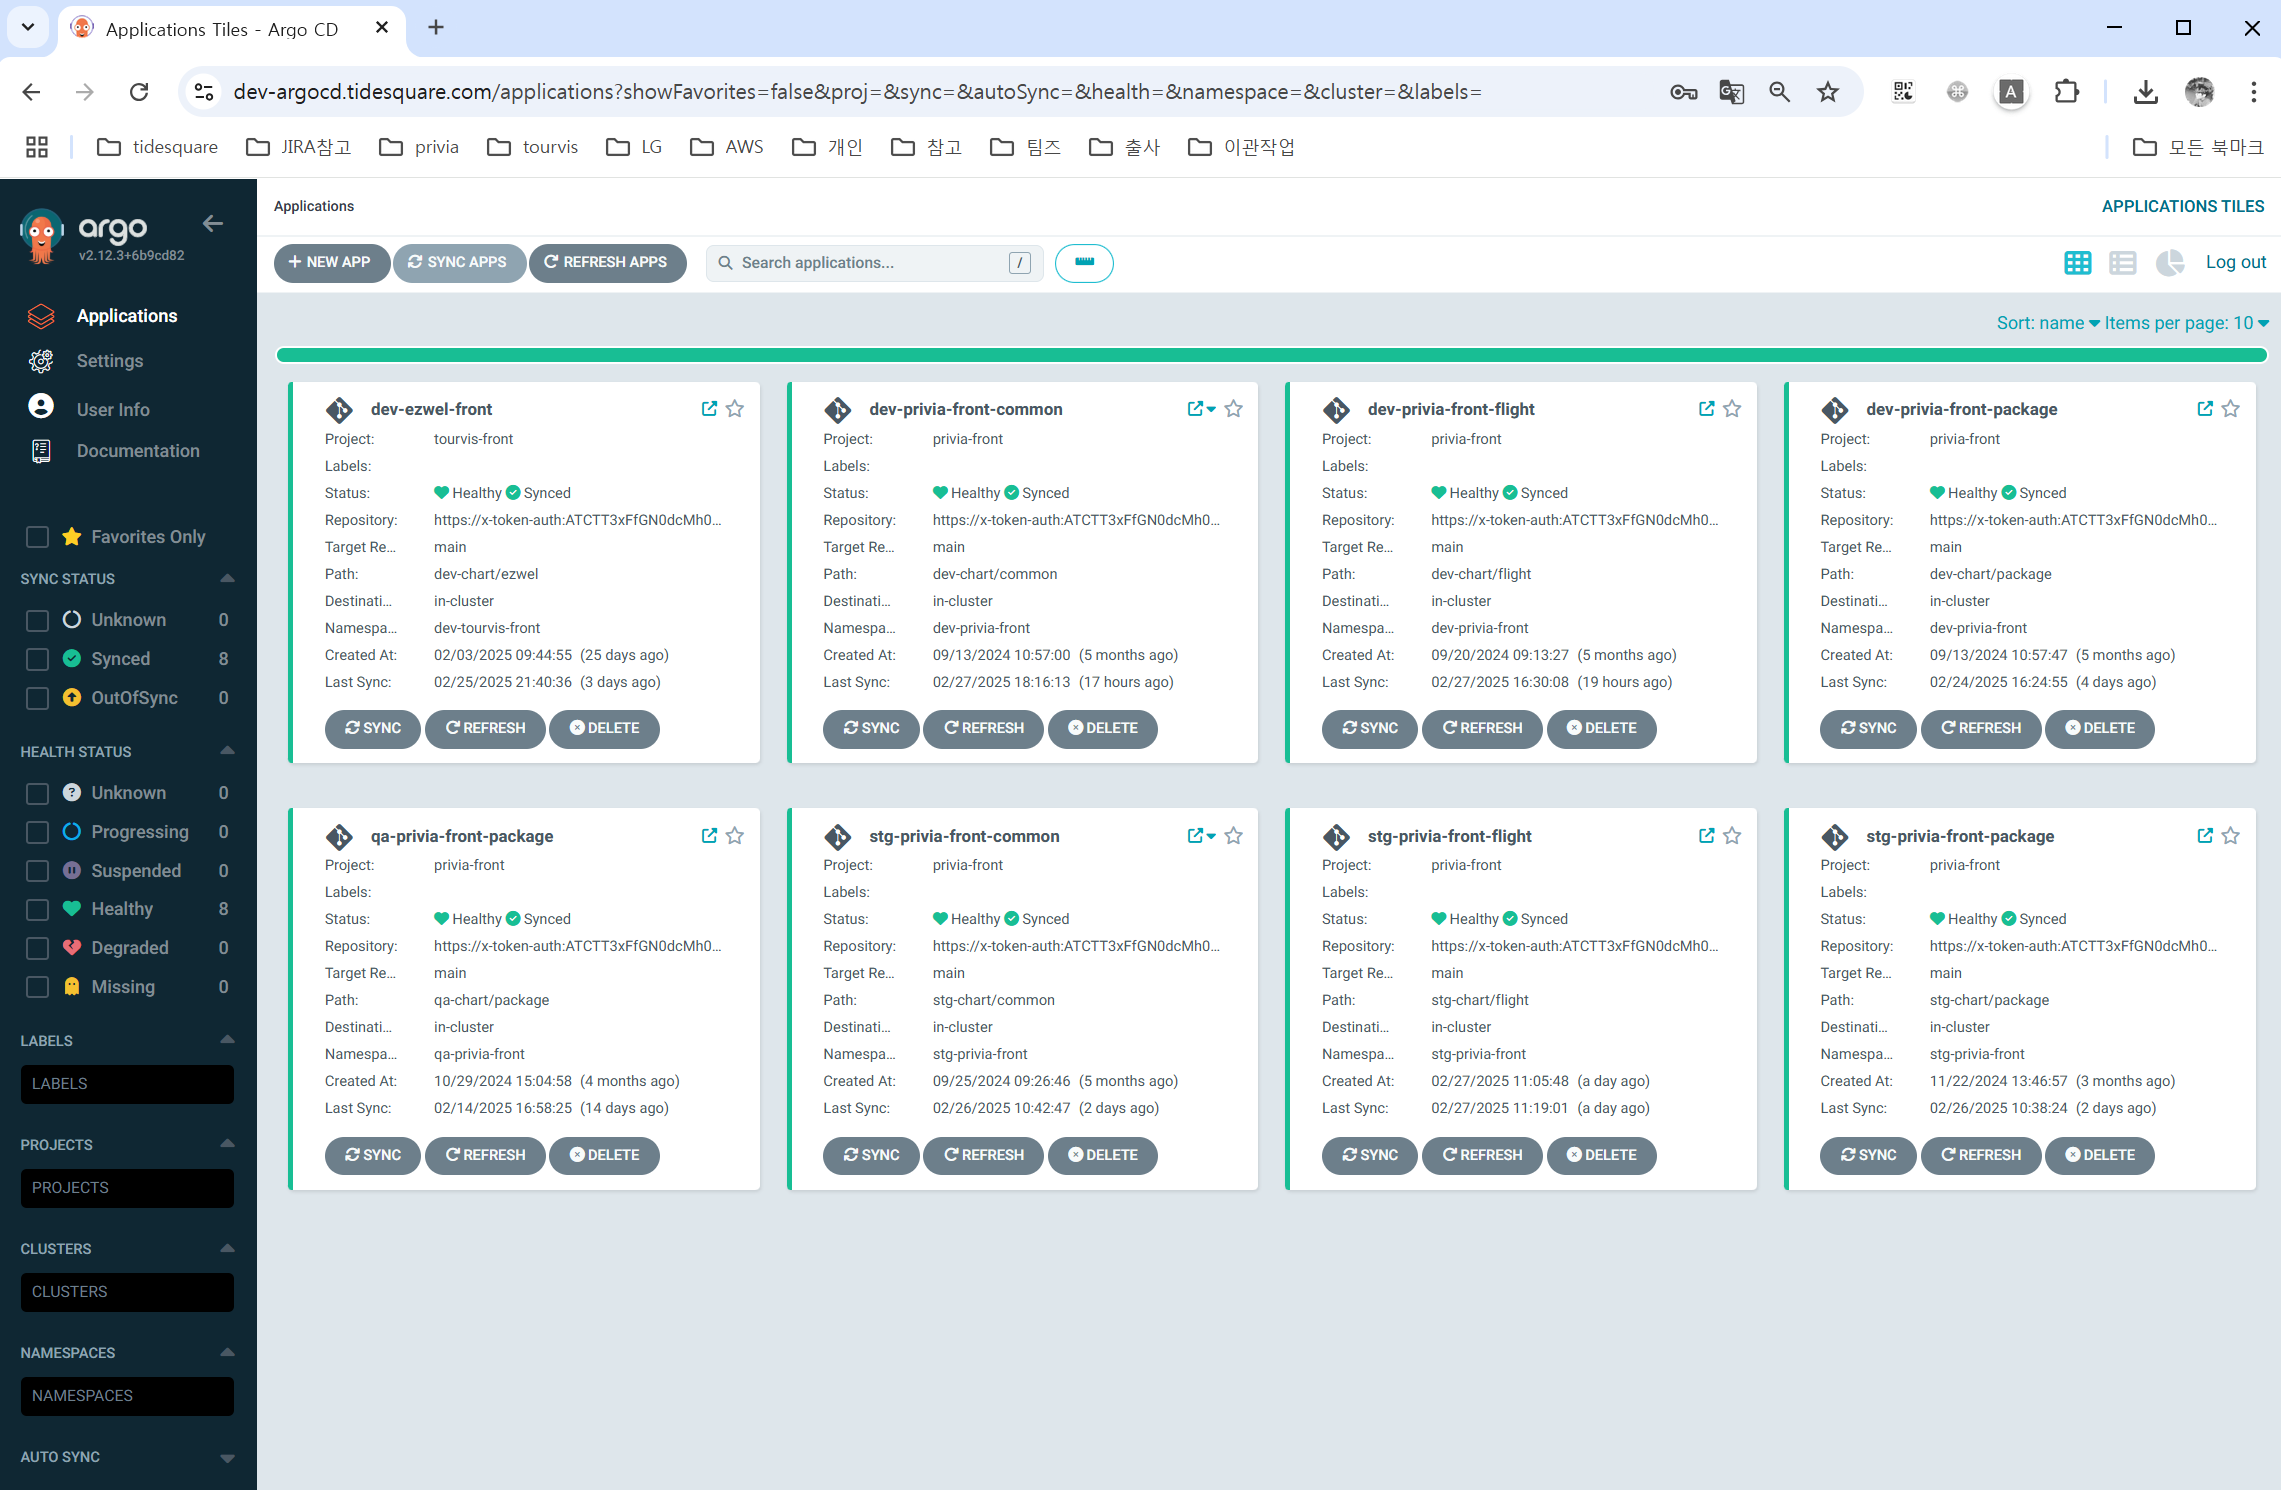 Applications Tiles - Argo CD
dev-argocd.tidesquare.com/applications?showFavorites=false&proj=&sync=&autoSync=&health=&namespace=&cluster=&labels=
A
tidesquare JIRA참고 privia tourvis LG AWS 개인 참고 팀즈 출사 이관작업 모든 북마크
argo
v2.12.3+6b9cd82
Applications
Settings
User Info
Documentation
Favorites Only
SYNC STATUS
Unknown 0
Synced 8
OutOfSync 0
HEALTH STATUS
Unknown 0
Progressing 0
Suspended 0
Healthy 8
Degraded 0
Missing 0
LABELS
LABELS
PROJECTS
PROJECTS
CLUSTERS
CLUSTERS
NAMESPACES
NAMESPACES
AUTO SYNC
Applications APPLICATIONS TILES
NEW APP SYNC APPS REFRESH APPS Search applications... / Log out
Sort: name Items per page: 10
dev-ezwel-front
Project: tourvis-front
Labels:
Status: Healthy Synced
Repository: https://x-token-auth:ATCTT3xFfGN0dcMh0...
Target Re... main
Path: dev-chart/ezwel
Destinati... in-cluster
Namespa... dev-tourvis-front
Created At: 02/03/2025 09:44:55 (25 days ago)
Last Sync: 02/25/2025 21:40:36 (3 days ago)
SYNC REFRESH DELETE
dev-privia-front-common
Project: privia-front
Labels:
Status: Healthy Synced
Repository: https://x-token-auth:ATCTT3xFfGN0dcMh0...
Target Re... main
Path: dev-chart/common
Destinati... in-cluster
Namespa... dev-privia-front
Created At: 09/13/2024 10:57:00 (5 months ago)
Last Sync: 02/27/2025 18:16:13 (17 hours ago)
SYNC REFRESH DELETE
dev-privia-front-flight
Project: privia-front
Labels:
Status: Healthy Synced
Repository: https://x-token-auth:ATCTT3xFfGN0dcMh0...
Target Re... main
Path: dev-chart/flight
Destinati... in-cluster
Namespa... dev-privia-front
Created At: 09/20/2024 09:13:27 (5 months ago)
Last Sync: 02/27/2025 16:30:08 (19 hours ago)
SYNC REFRESH DELETE
dev-privia-front-package
Project: privia-front
Labels:
Status: Healthy Synced
Repository: https://x-token-auth:ATCTT3xFfGN0dcMh0...
Target Re... main
Path: dev-chart/package
Destinati... in-cluster
Namespa... dev-privia-front
Created At: 09/13/2024 10:57:47 (5 months ago)
Last Sync: 02/24/2025 16:24:55 (4 days ago)
SYNC REFRESH DELETE
qa-privia-front-package
Project: privia-front
Labels:
Status: Healthy Synced
Repository: https://x-token-auth:ATCTT3xFfGN0dcMh0...
Target Re... main
Path: qa-chart/package
Destinati... in-cluster
Namespa... qa-privia-front
Created At: 10/29/2024 15:04:58 (4 months ago)
Last Sync: 02/14/2025 16:58:25 (14 days ago)
SYNC REFRESH DELETE
stg-privia-front-common
Project: privia-front
Labels:
Status: Healthy Synced
Repository: https://x-token-auth:ATCTT3xFfGN0dcMh0...
Target Re... main
Path: stg-chart/common
Destinati... in-cluster
Namespa... stg-privia-front
Created At: 09/25/2024 09:26:46 (5 months ago)
Last Sync: 02/26/2025 10:42:47 (2 days ago)
SYNC REFRESH DELETE
stg-privia-front-flight
Project: privia-front
Labels:
Status: Healthy Synced
Repository: https://x-token-auth:ATCTT3xFfGN0dcMh0...
Target Re... main
Path: stg-chart/flight
Destinati... in-cluster
Namespa... stg-privia-front
Created At: 02/27/2025 11:05:48 (a day ago)
Last Sync: 02/27/2025 11:19:01 (a day ago)
SYNC REFRESH DELETE
stg-privia-front-package
Project: privia-front
Labels:
Status: Healthy Synced
Repository: https://x-token-auth:ATCTT3xFfGN0dcMh0...
Target Re... main
Path: stg-chart/package
Destinati... in-cluster
Namespa... stg-privia-front
Created At: 11/22/2024 13:46:57 (3 months ago)
Last Sync: 02/26/2025 10:38:24 (2 days ago)
SYNC REFRESH DELETE